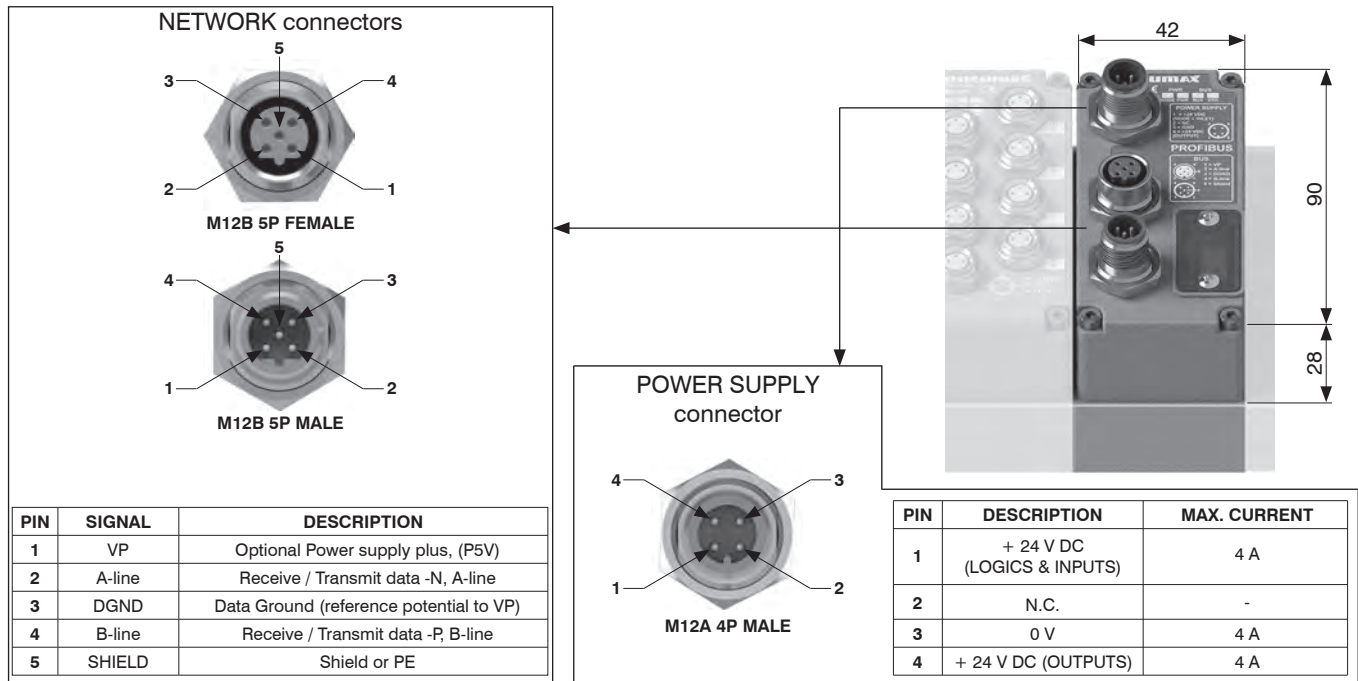 NETWORK connectors
5
3
4
2
1
M12B 5P FEMALE
5
4
3
1
2
M12B 5P MALE
PIN SIGNAL DESCRIPTION
1 VP Optional Power supply plus, (P5V)
2 A-line Receive / Transmit data -N, A-line
3 DGND Data Ground (reference potential to VP)
4 B-line Receive / Transmit data -P, B-line
5 SHIELD Shield or PE
42
90
28
UMAX
POWER SUPPLY
PROFIBUS
BUS
POWER SUPPLY
connector
4
3
1
2
M12A 4P MALE
PIN DESCRIPTION MAX. CURRENT
1 + 24 V DC
(LOGICS & INPUTS) 4 A
2 N.C. -
3 0 V 4 A
4 + 24 V DC (OUTPUTS) 4 A